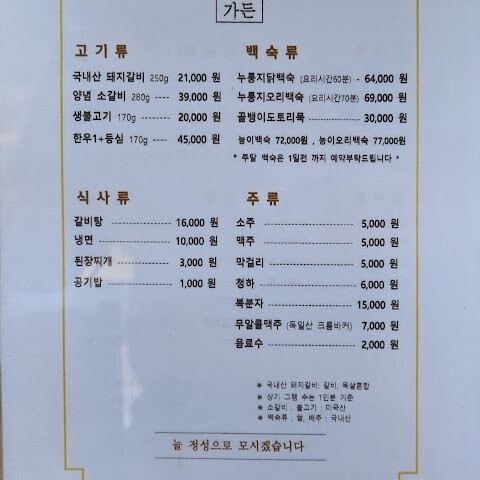 가든
고기류
국내산 돼지갈비 250g 21,000 원
양념 소갈비 280g ---- 39,000 원
생불고기 170g -------- 20,000 원
한우1+등심 170g ---- 45,000 원
백숙류
누룽지닭백숙 (요리시간60분) - 64,000 원
누룽지오리백숙 (요리시간70분) 69,000 원
골뱅이도토리묵 ------------ 30,000 원
능이백숙 72,000원 , 능이오리백숙 77,000원
* 주말 백숙은 1일전 까지 예약부탁드립니다 *
식사류
갈비탕 --------------- 16,000 원
냉면 ----------------- 10,000 원
된장찌개 ------------- 3,000 원
공기밥 --------------- 1,000 원
주류
소주 ------------------------- 5,000 원
맥주 ------------------------- 5,000 원
막걸리 ----------------------- 5,000 원
청하 ------------------------- 6,000 원
복분자 ---------------------- 15,000 원
무알콜맥주 (독일산 크롬바커) 7,000 원
음료수 ----------------------- 2,000 원
※ 국내산 돼지갈비: 갈비, 목살혼합
※ 상기 그램 수는 1인분 기준
※ 소갈비 , 불고기 : 미국산
※ 백숙류 , 쌀, 배추 : 국내산
늘 정성으로 모시겠습니다